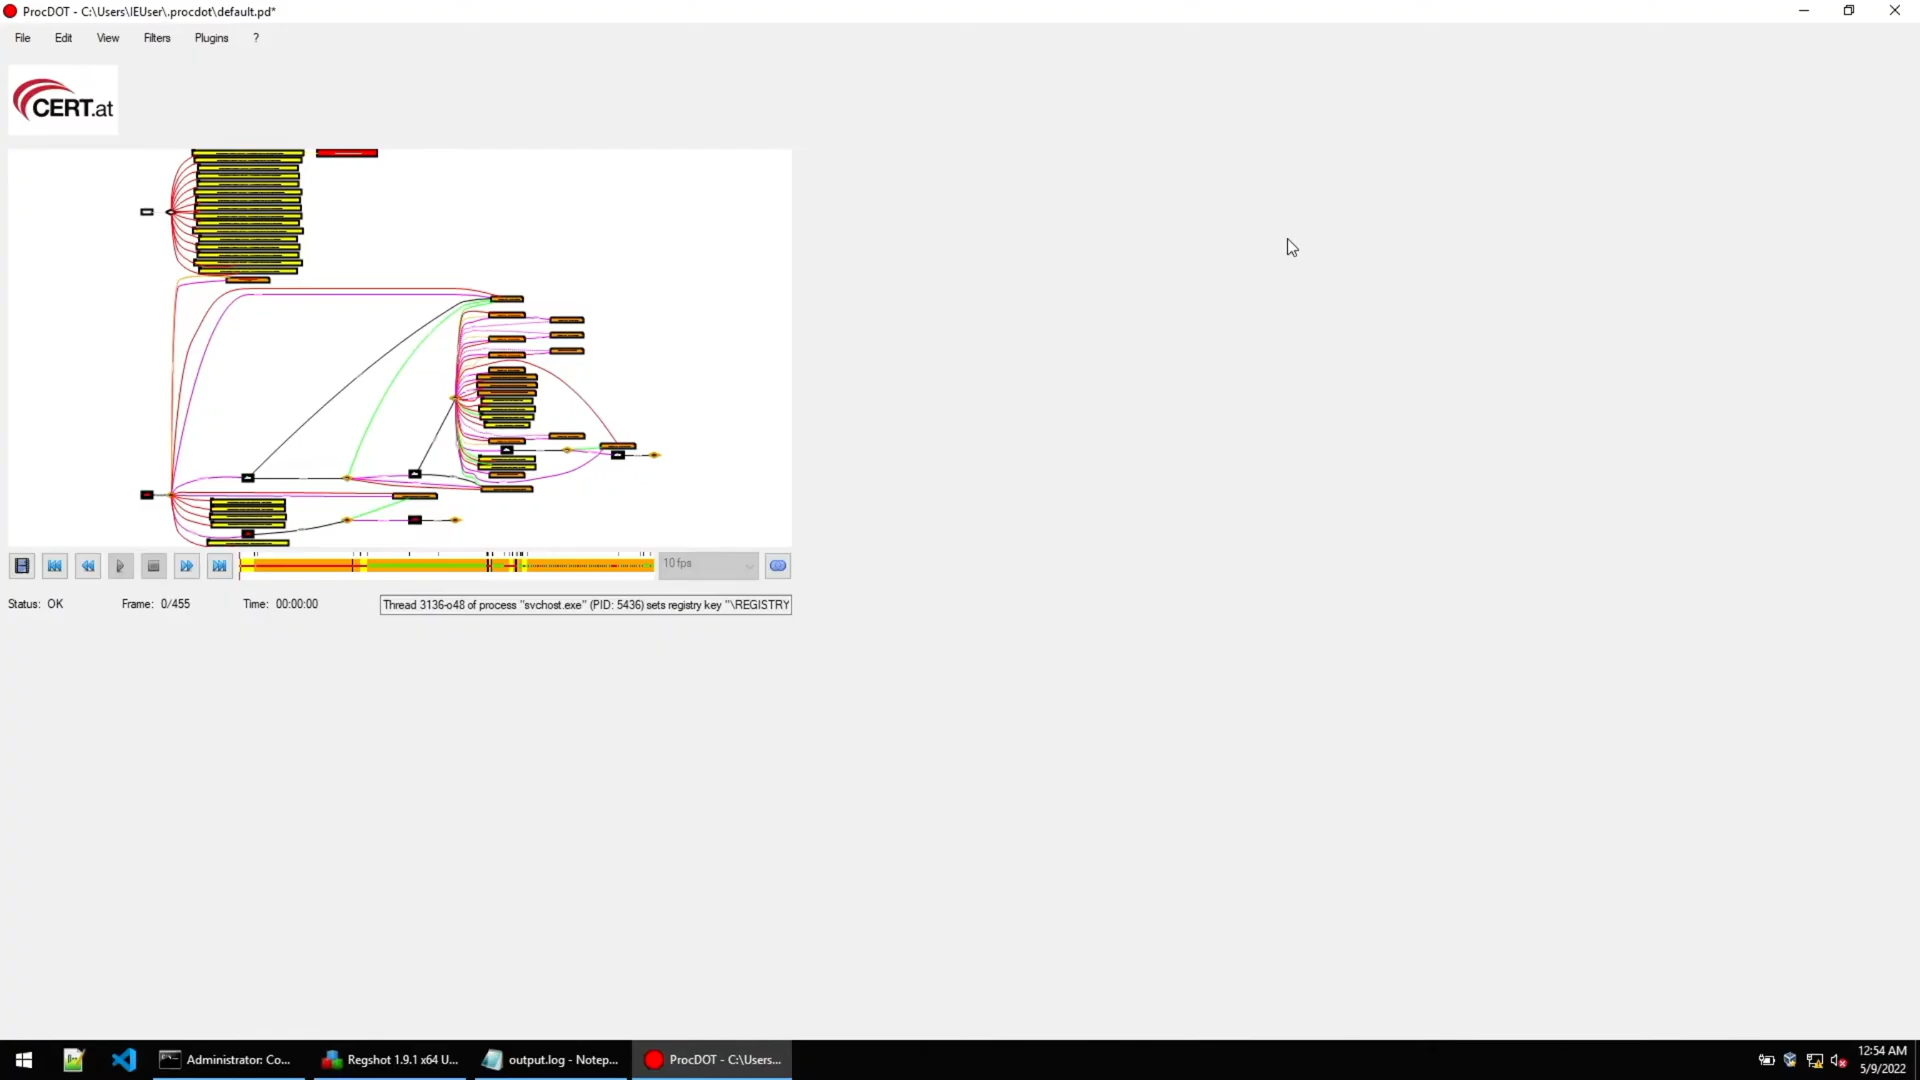 ProcDOT - C:\Users\IEUser\.procdot\default.pd*
File Edit View Filters Plugins ?
CERT.at
10 fps
Status: OK Frame: 0/455 Time: 00:00:00 Thread 3136-o48 of process "svchost.exe" (PID: 5436) sets registry key "\REGISTRY
Administrator: Co... Regshot 1.9.1 x64 U... output.log - Notep... ProcDOT - C:\Users...
12:54 AM
5/9/2022